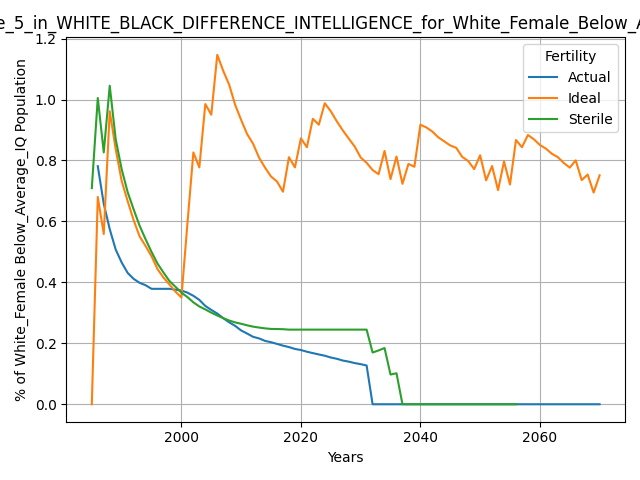 e_5_in_WHITE_BLACK_DIFFERENCE_INTELLIGENCE_for_White_Female_Below_A
% of White_Female Below_Average_IQ Population
1.2
1.0
0.8
0.6
0.4
0.2
0.0
Fertility
Actual
Ideal
Sterile
2000
2020
2040
2060
Years